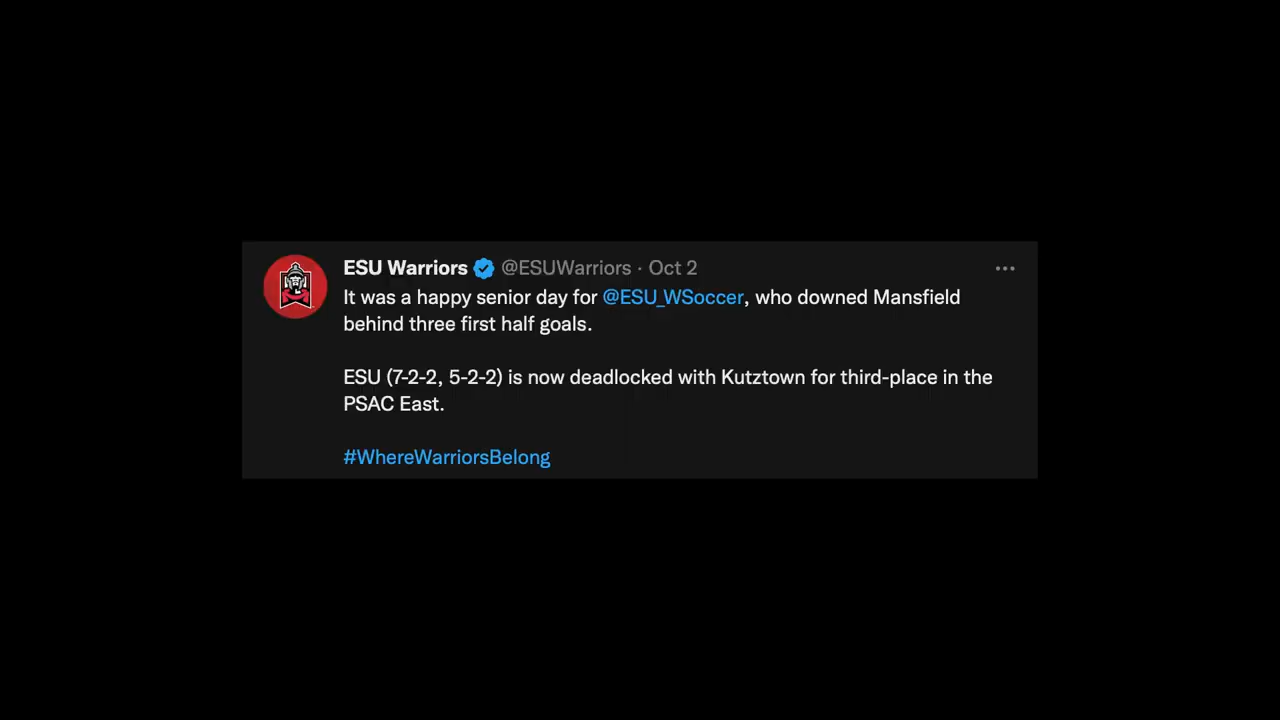 ESU Warriors @ESUWarriors · Oct 2
It was a happy senior day for @ESU_WSoccer, who downed Mansfield
behind three first half goals.
ESU (7-2-2, 5-2-2) is now deadlocked with Kutztown for third-place in the
PSAC East.
#WhereWarriorsBelong